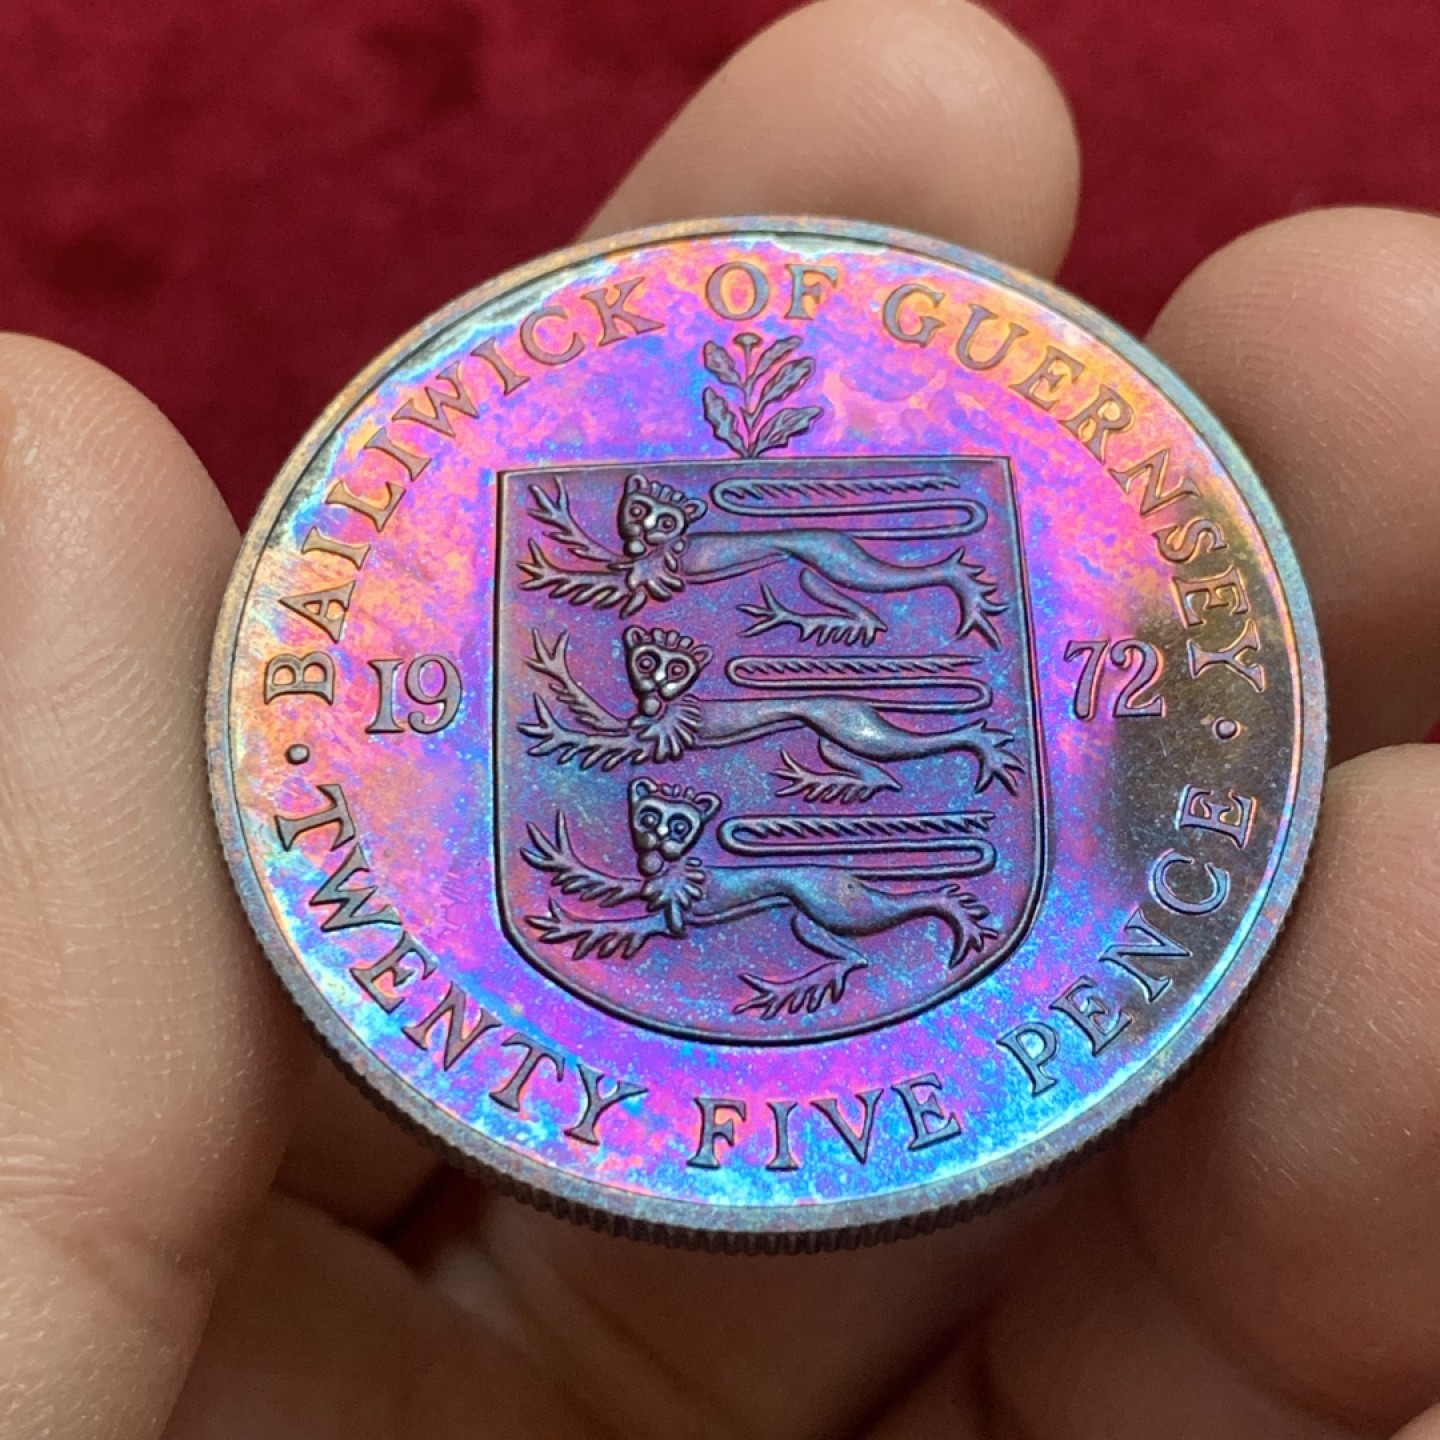 · BAILIWICK OF GUERNSEY ·
19 72
TWENTY FIVE PENCE